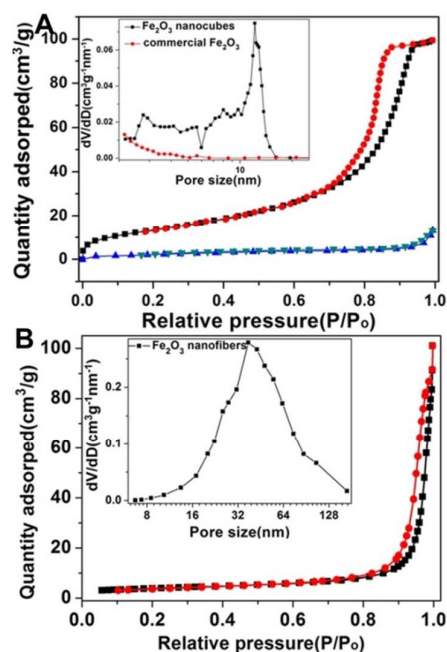 A
Quantity adsorbed(cm³/g)
100
80
60
40
20
0
0.0 0.2 0.4 0.6 0.8 1.0
Relative pressure(P/Po)
Fe₂O₃ nanocubes
commercial Fe₂O₃
dV/dD(cm³g⁻¹nm⁻¹)
0.08
0.06
0.04
0.02
0.00
10
Pore size(nm)
B
Quantity adsorbed(cm³/g)
100
80
60
40
20
0
0.0 0.2 0.4 0.6 0.8 1.0
Relative pressure(P/Po)
Fe₂O₃ nanofibers
dV/dD(cm³g⁻¹nm⁻¹)
0.2
0.1
0.0
8 16 32 64 128
Pore size(nm)